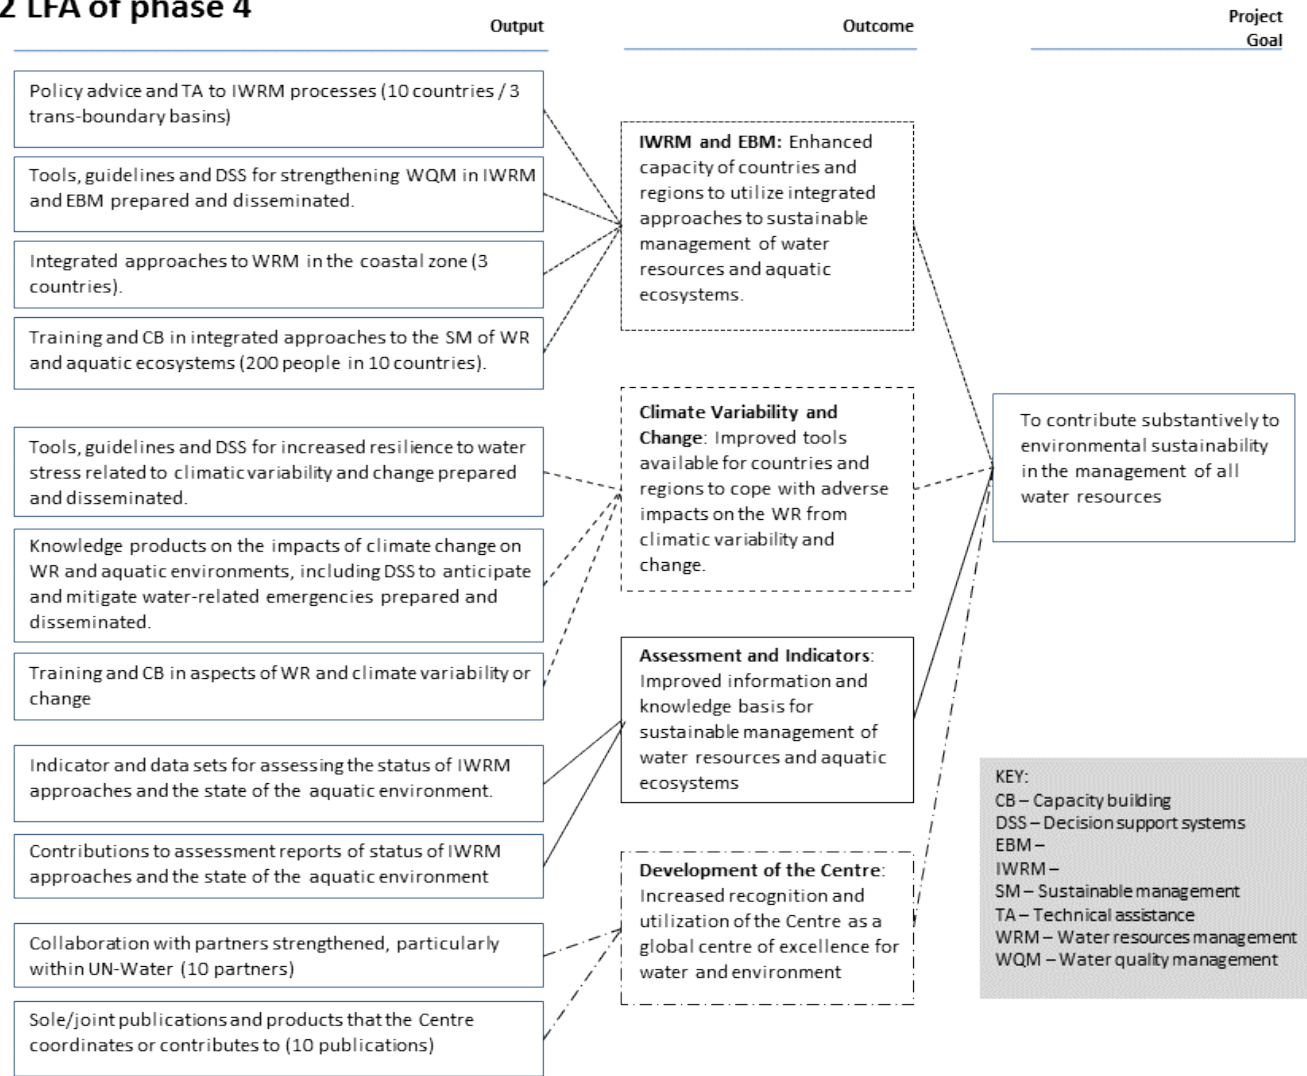 2 LFA of phase 4
Output
Outcome
Project
Goal
Policy advice and TA to IWRM processes (10 countries / 3
trans-boundary basins)
Tools, guidelines and DSS for strengthening WQM in IWRM
and EBM prepared and disseminated.
Integrated approaches to WRM in the coastal zone (3
countries).
Training and CB in integrated approaches to the SM of WR
and aquatic ecosystems (200 people in 10 countries).
Tools, guidelines and DSS for increased resilience to water
stress related to climatic variability and change prepared
and disseminated.
Knowledge products on the impacts of climate change on
WR and aquatic environments, including DSS to anticipate
and mitigate water-related emergencies prepared and
disseminated.
Training and CB in aspects of WR and climate variability or
change
Indicator and data sets for assessing the status of IWRM
approaches and the state of the aquatic environment.
Contributions to assessment reports of status of IWRM
approaches and the state of the aquatic environment
Collaboration with partners strengthened, particularly
within UN-Water (10 partners)
Sole/joint publications and products that the Centre
coordinates or contributes to (10 publications)
IWRM and EBM: Enhanced
capacity of countries and
regions to utilize integrated
approaches to sustainable
management of water
resources and aquatic
ecosystems.
Climate Variability and
Change: Improved tools
available for countries and
regions to cope with adverse
impacts on the WR from
climatic variability and
change.
Assessment and Indicators:
Improved information and
knowledge basis for
sustainable management of
water resources and aquatic
ecosystems
Development of the Centre:
Increased recognition and
utilization of the Centre as a
global centre of excellence for
water and environment
To contribute substantively to
environmental sustainability
in the management of all
water resources
KEY:
CB – Capacity building
DSS – Decision support systems
EBM –
IWRM –
SM – Sustainable management
TA – Technical assistance
WRM – Water resources management
WQM – Water quality management